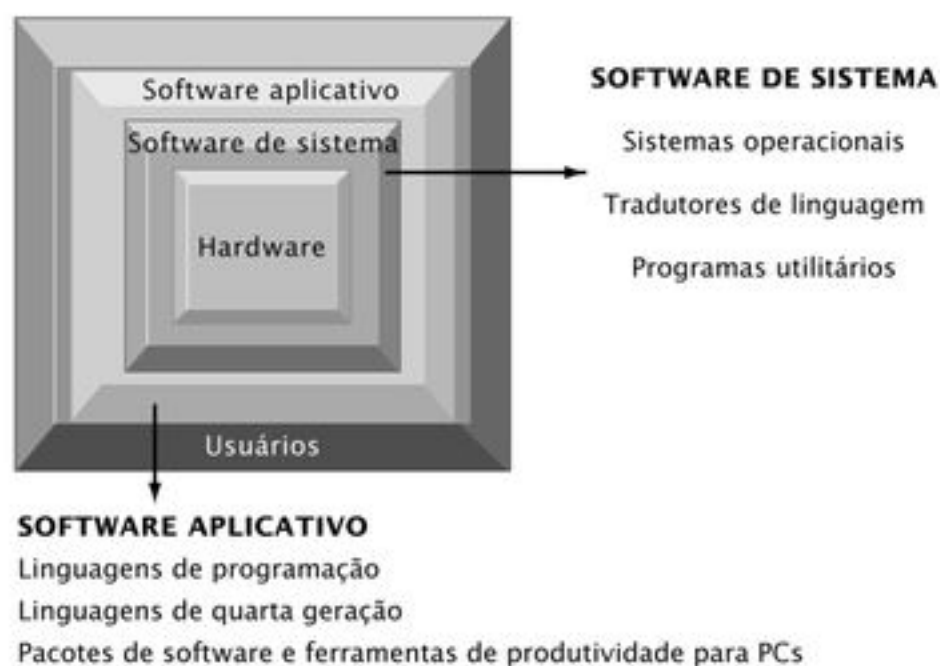 Software aplicativo
Software de sistema
Hardware
Usuários
SOFTWARE DE SISTEMA
Sistemas operacionais
Tradutores de linguagem
Programas utilitários
SOFTWARE APLICATIVO
Linguagens de programação
Linguagens de quarta geração
Pacotes de software e ferramentas de produtividade para PCs